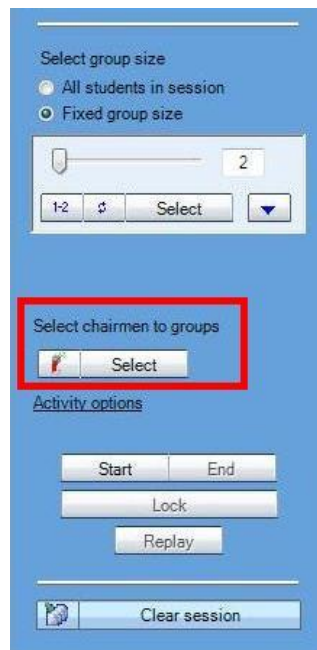 Select group size
All students in session
Fixed group size
2
1-2 Select
Select chairmen to groups
Select
Activity options
Start End
Lock
Replay
Clear session